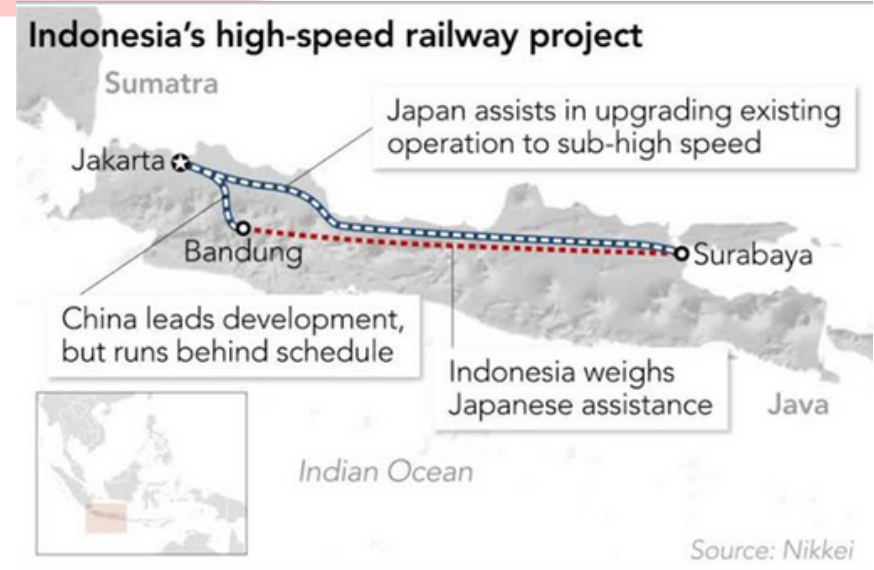 Indonesia's high-speed railway project
Sumatra
Japan assists in upgrading existing
operation to sub-high speed
Jakarta
Bandung
Surabaya
China leads development,
but runs behind schedule
Indonesia weighs
Japanese assistance
Java
Indian Ocean
Source: Nikkei